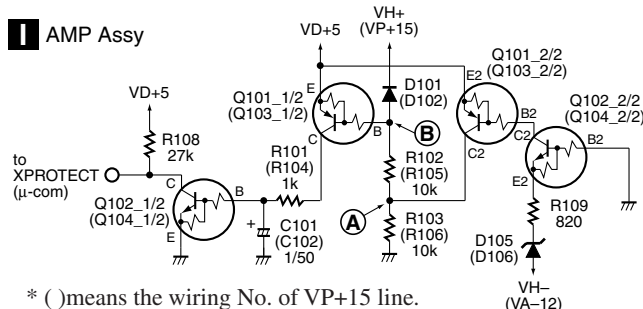 I AMP Assy
VD+5
VH+
(VP+15)
VD+5
Q101_1/2
(Q103_1/2)
D101
(D102)
E2
Q101_2/2
(Q103_2/2)
Q102_2/2
(Q104_2/2)
E
C
B
B
B2
C2
C2
B2
E2
R108
27k
to
XPROTECT
(μ-com)
C
Q102_1/2
(Q104_1/2)
B
E
R101
(R104)
1k
+
C101
(C102)
1/50
R102
(R105)
10k
A
R103
(R106)
10k
R109
820
D105
(D106)
VH–
(VA–12)
* ( )means the wiring No. of VP+15 line.